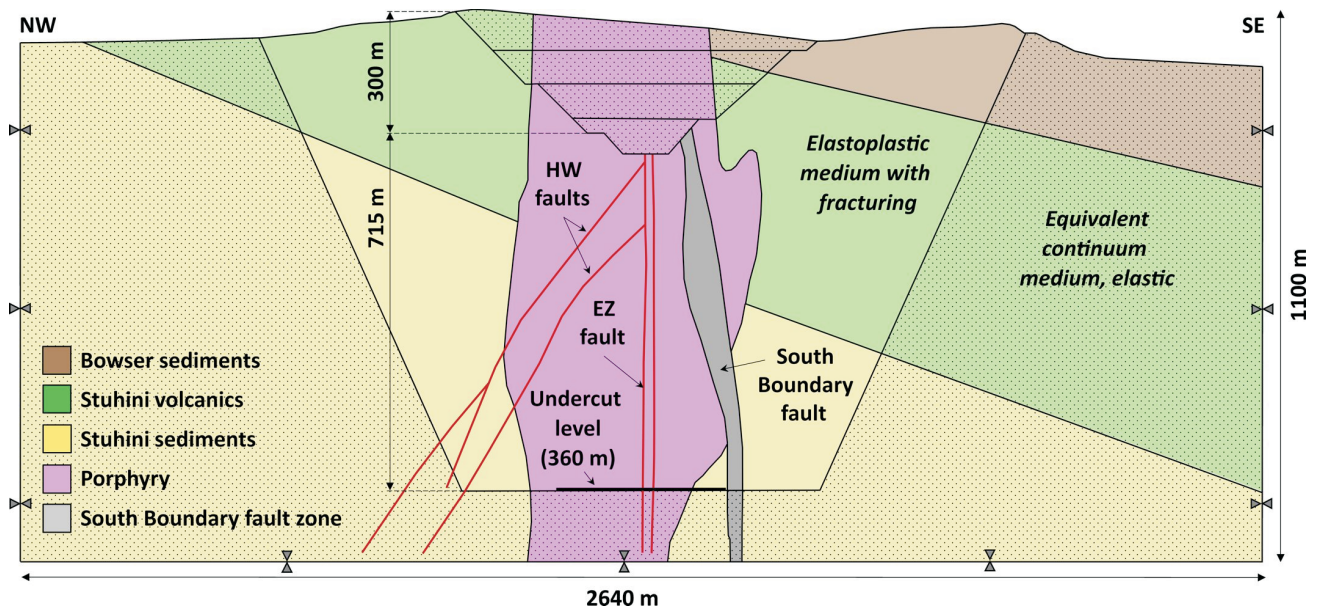 NW
SE
300 m
715 m
HW
faults
EZ
fault
Undercut
level
(360 m)
South
Boundary
fault
Elastoplastic
medium with
fracturing
Equivalent
continuum
medium, elastic
1100 m
Bowser sediments
Stuhini volcanics
Stuhini sediments
Porphyry
South Boundary fault zone
2640 m